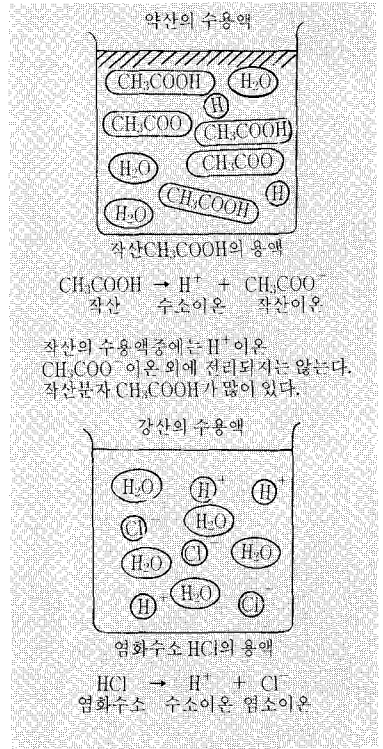 약산의 수용액
CH₃COOH H₂O
H
CH₃COO CH₃COOH
H₂O CH₃COO
H
CH₃COOH
H₂O
작산CH₃COOH의 용액
CH₃COOH → H⁺ + CH₃COO⁻
작산 수소이온 작산이온
작산의 수용액중에는 H⁺이온
CH₃COO⁻이온 외에 전리되지는 않는다.
작산분자 CH₃COOH가 많이 있다.
강산의 수용액
H₂O H⁺ H⁺
Cl⁻ H₂O
H₂O Cl H₂O
H⁺ H₂O Cl⁻
염화수소 HCl의 용액
HCl → H⁺ + Cl⁻
염화수소 수소이온 염소이온